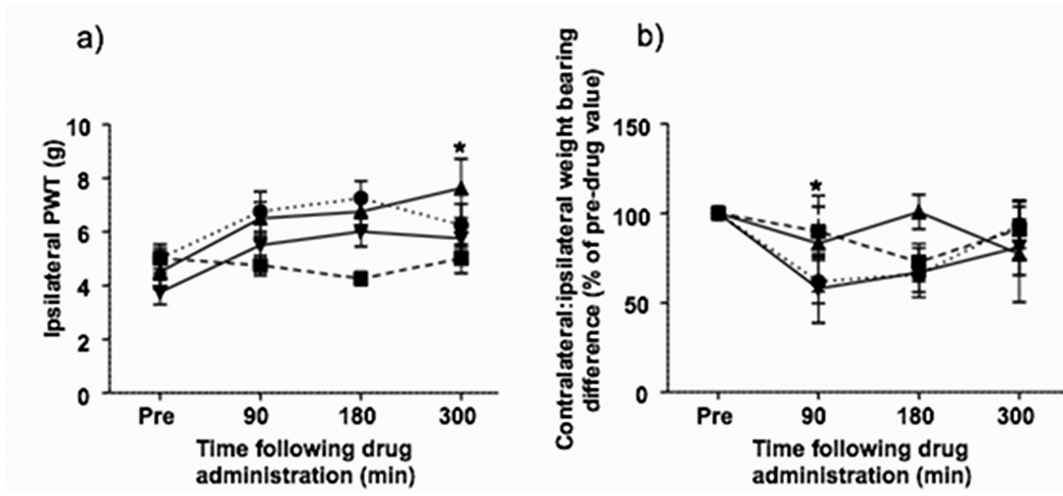 a)
Ipsilateral PWT (g)
10
8
6
4
2
0
*
Pre 90 180 300
Time following drug
administration (min)
b)
Contralateral:ipsilateral weight bearing
difference (% of pre-drug value)
150
100
50
0
*
Pre 90 180 300
Time following drug
administration (min)